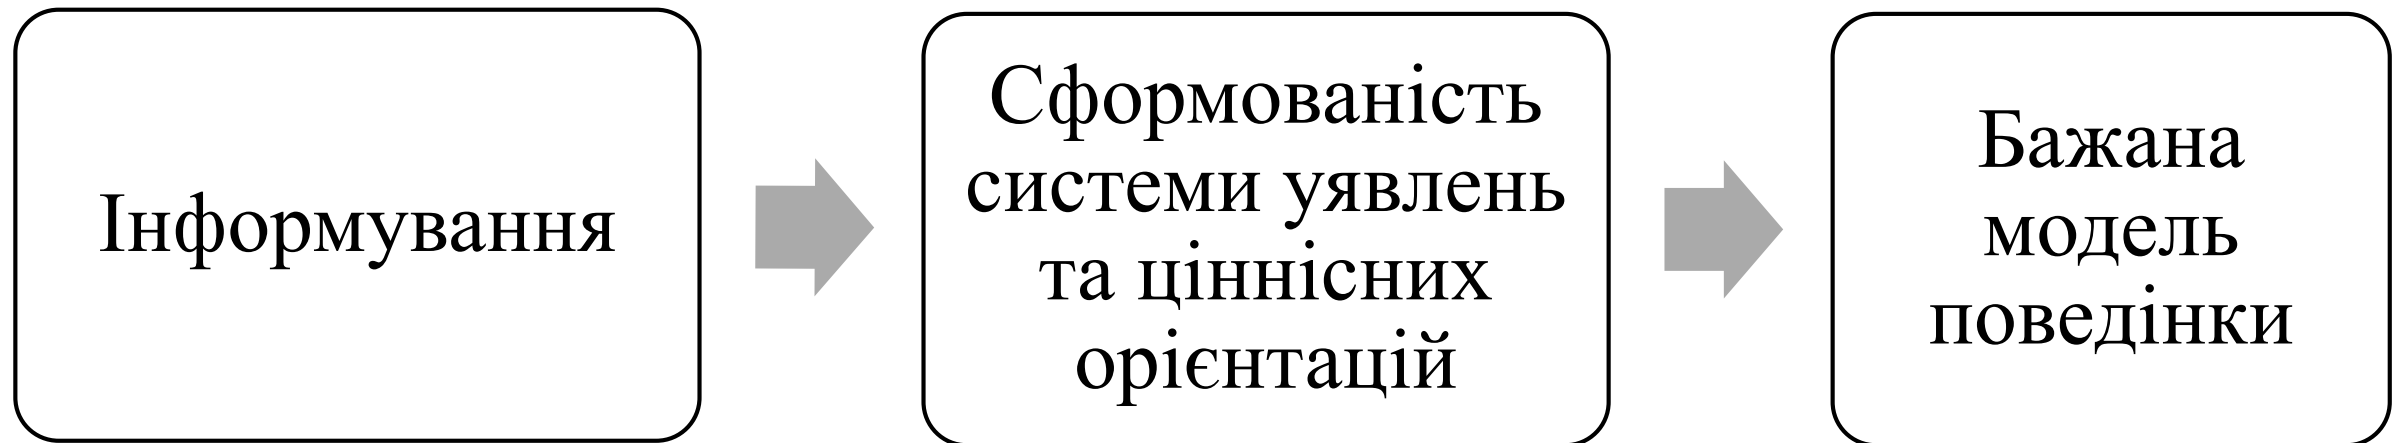 Інформування
Сформованість
системи уявлень
та ціннісних
орієнтацій
Бажана
модель
поведінки